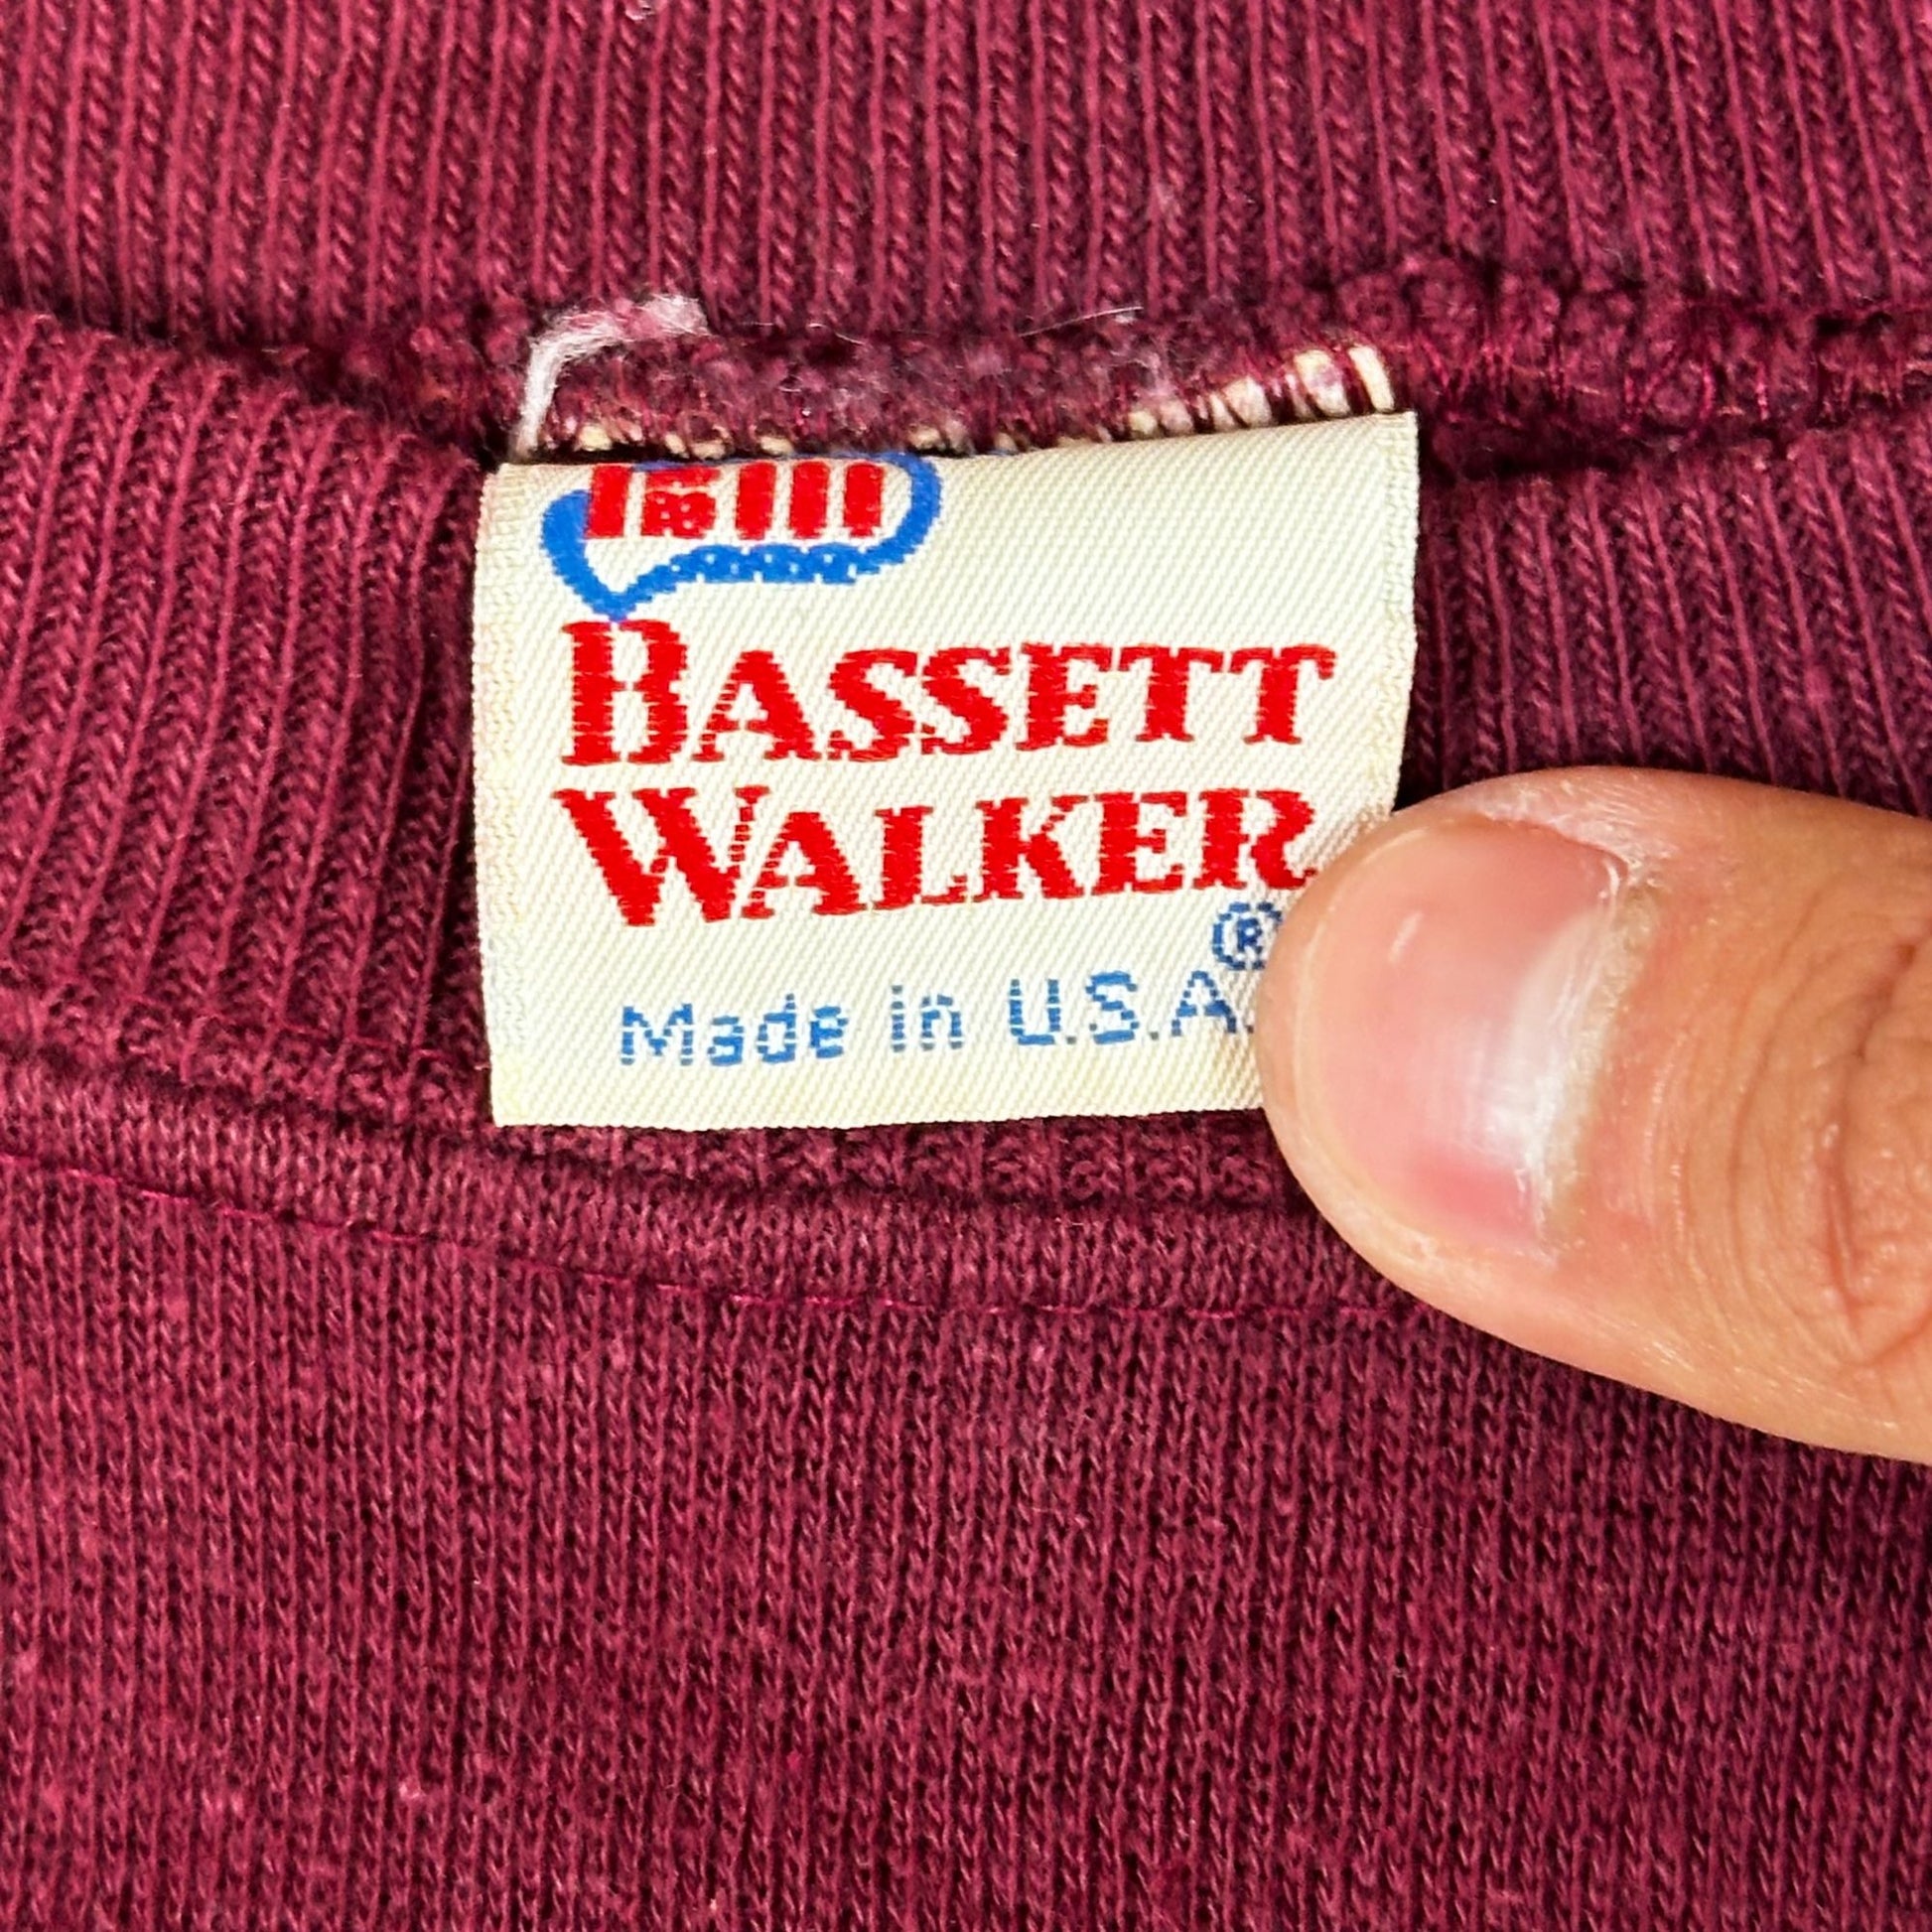 BASSETT
WALKER
®
Made in U.S.A.